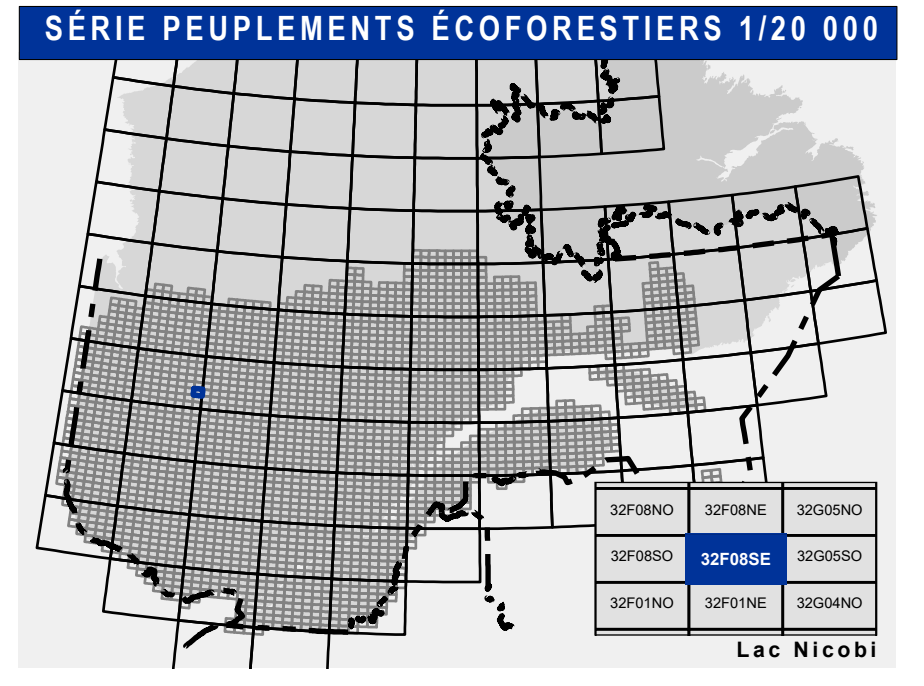 SÉRIE PEUPLEMENTS ÉCOFORESTIERS 1/20 000
32F08NO 32F08NE 32G05NO
32F08SO 32F08SE 32G05SO
32F01NO 32F01NE 32G04NO
Lac Nicobi